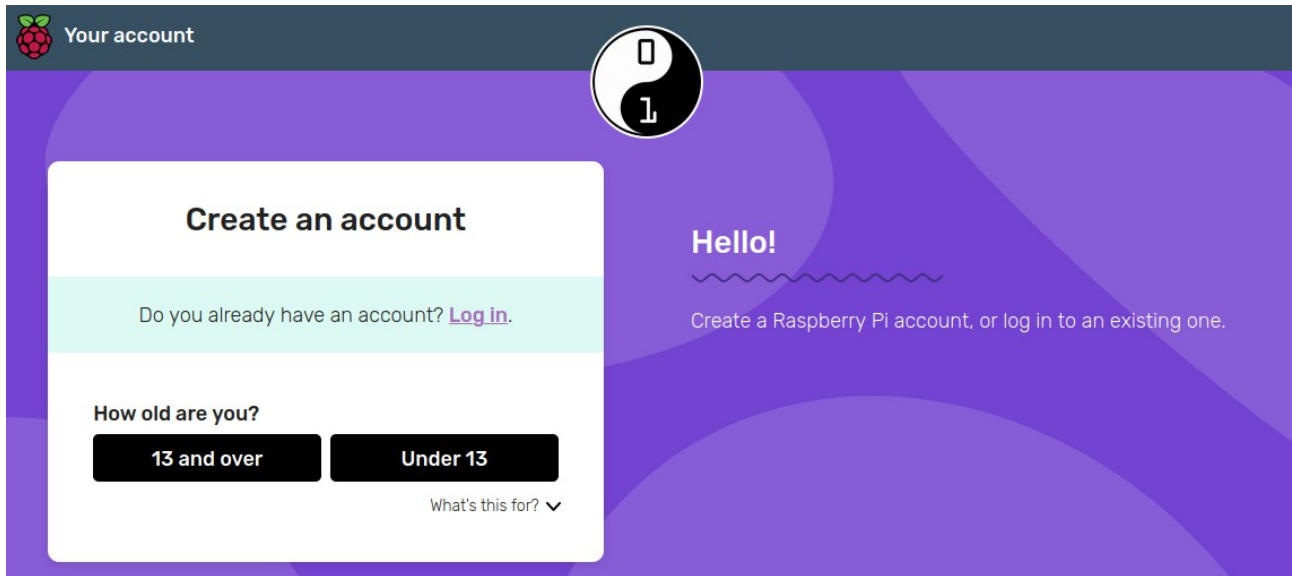 Your account
0
1
Create an account
Do you already have an account? Log in.
How old are you?
13 and over
Under 13
What's this for?
Hello!
Create a Raspberry Pi account, or log in to an existing one.